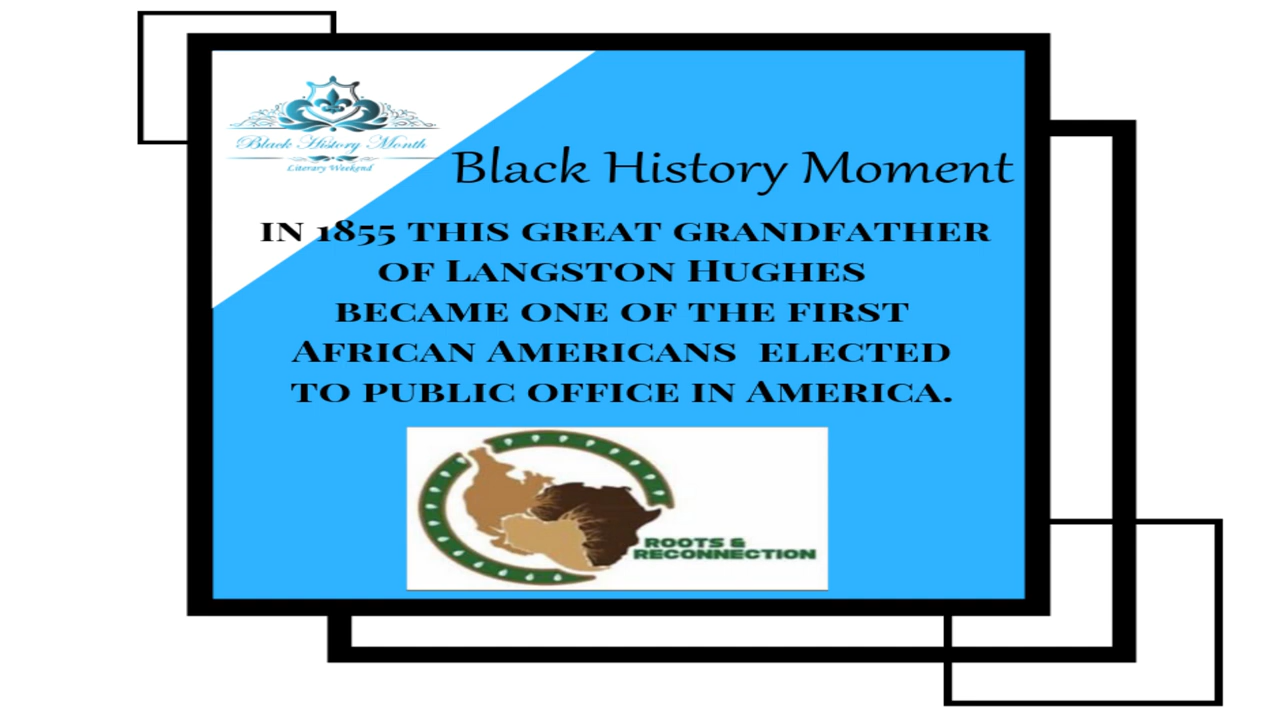 Black History Month
Literary Weekend
Black History Moment
IN 1855 THIS GREAT GRANDFATHER
OF LANGSTON HUGHES
BECAME ONE OF THE FIRST
AFRICAN AMERICANS ELECTED
TO PUBLIC OFFICE IN AMERICA.
ROOTS &
RECONNECTION